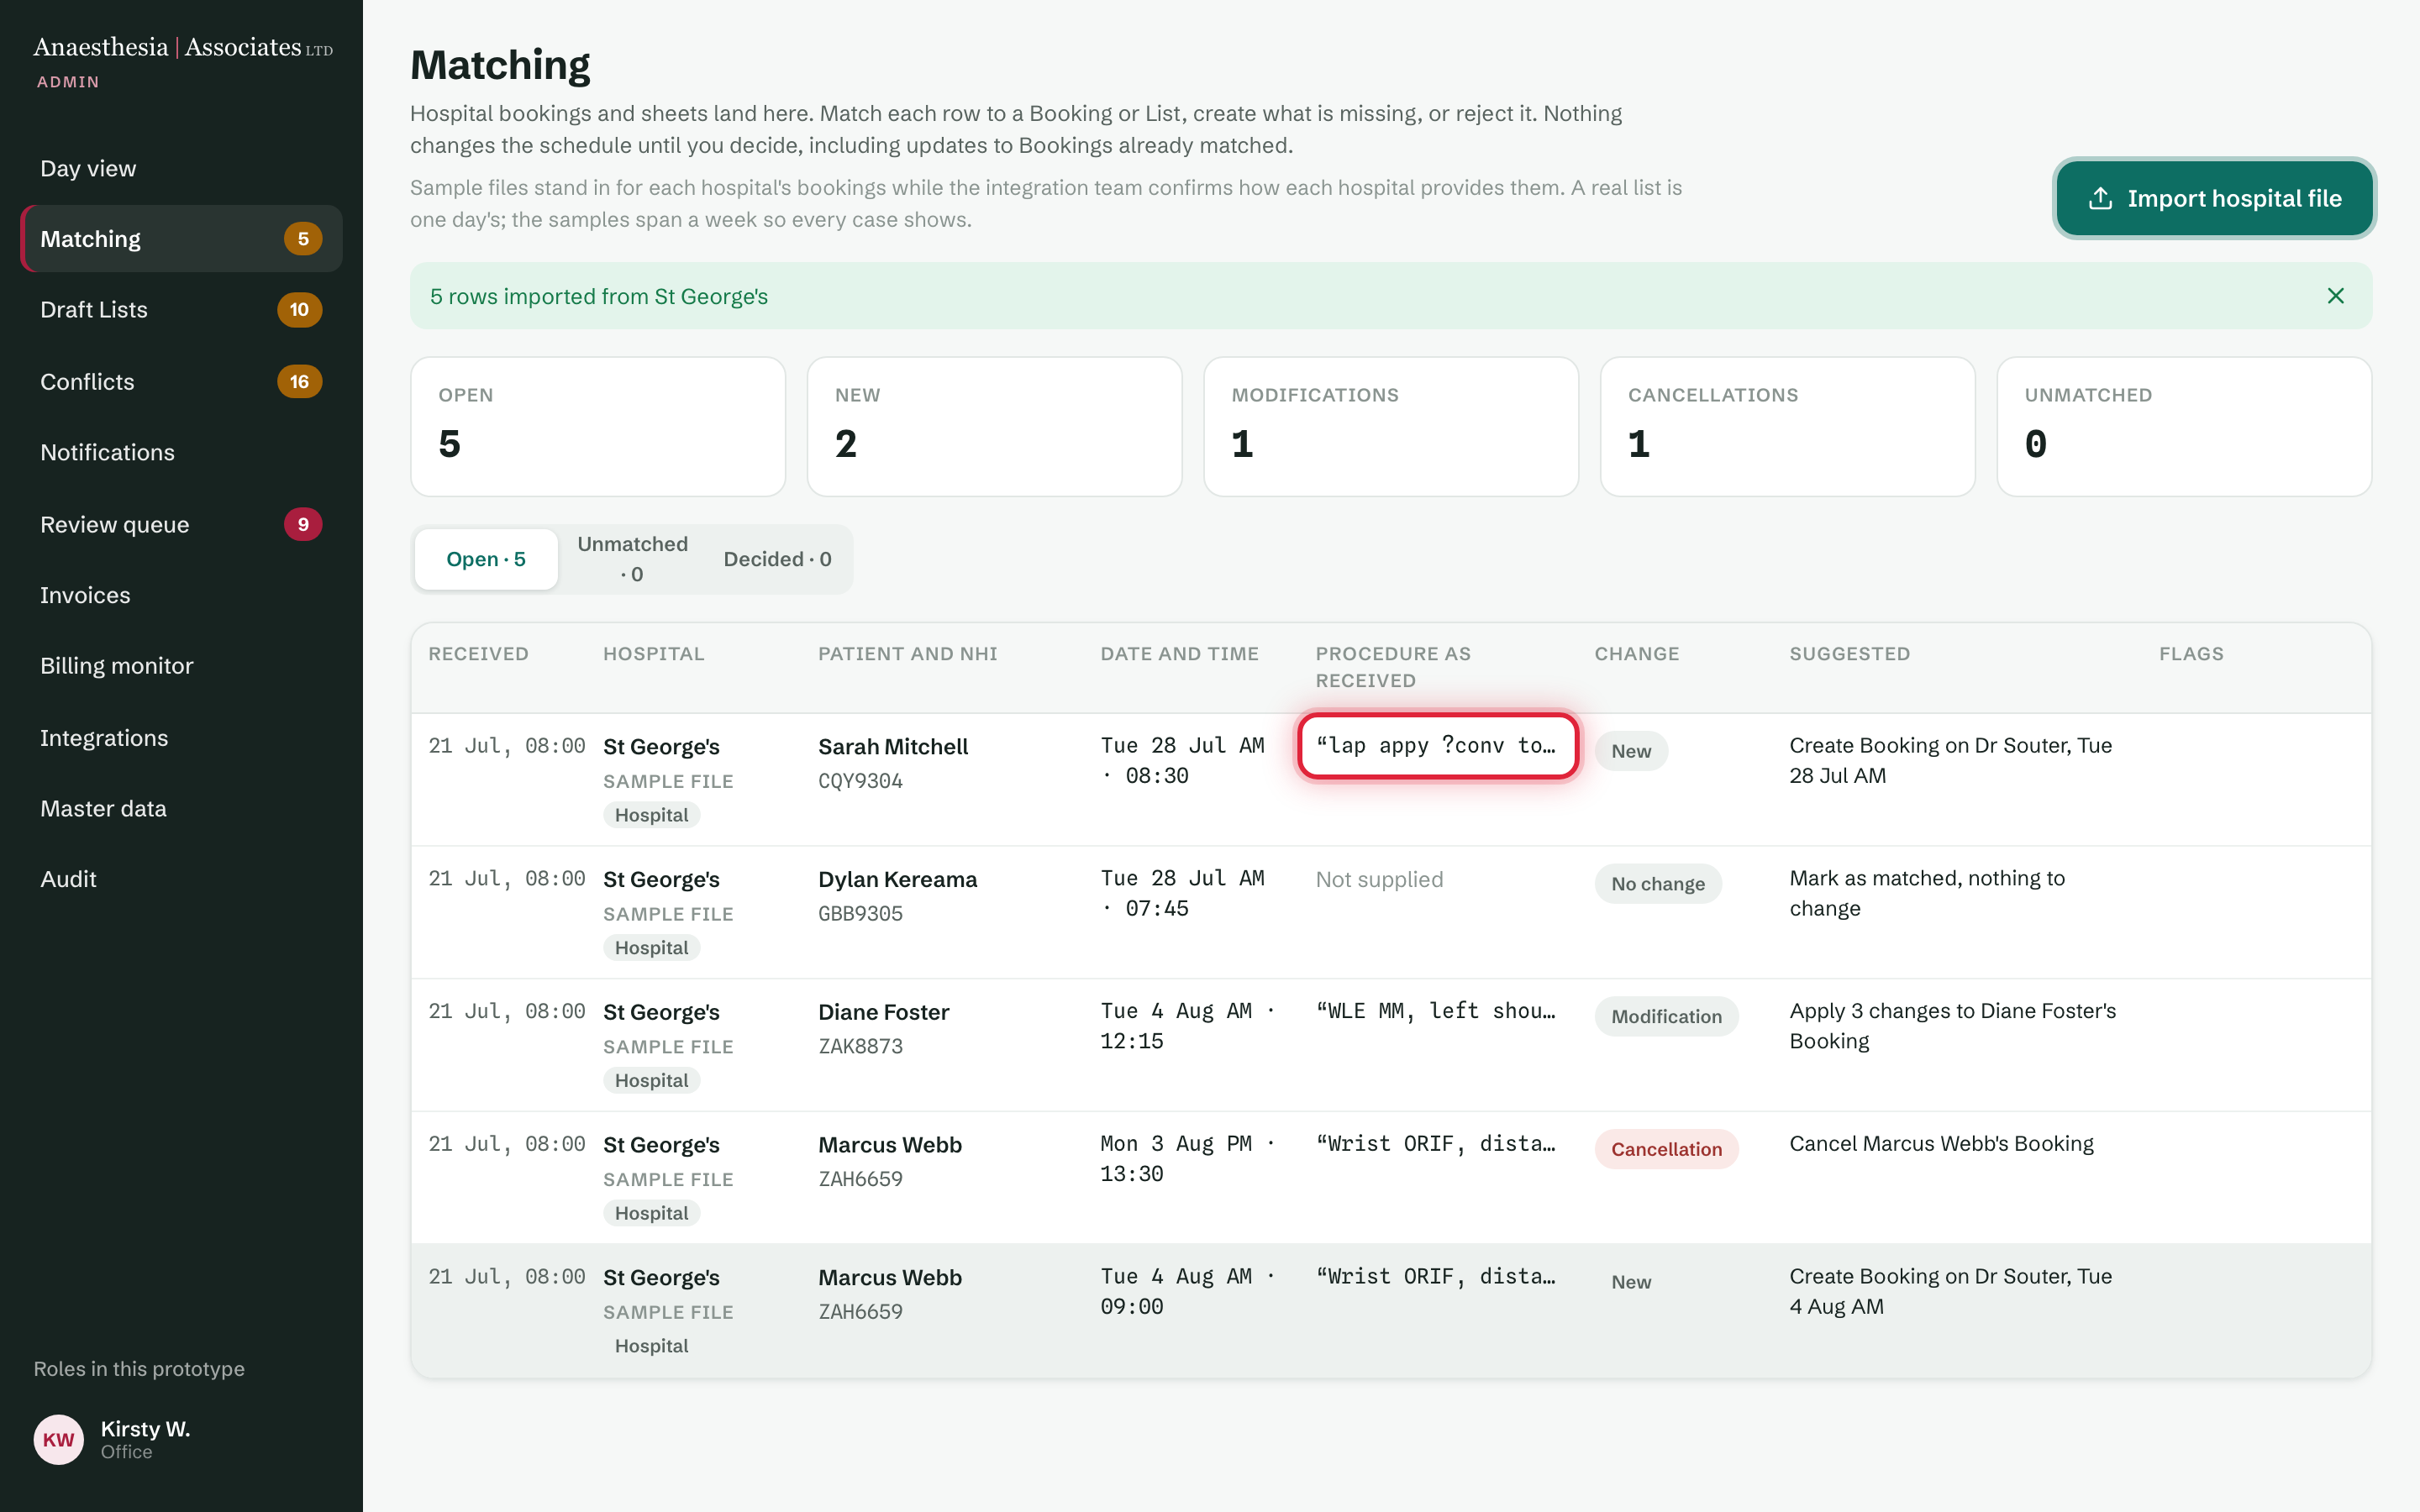 Anaesthesia | Associates LTD
ADMIN
Day view
Matching 5
Draft Lists 10
Conflicts 16
Notifications
Review queue 9
Invoices
Billing monitor
Integrations
Master data
Audit
Roles in this prototype
KW
Kirsty W.
Office
Matching
Hospital bookings and sheets land here. Match each row to a Booking or List, create what is missing, or reject it. Nothing
changes the schedule until you decide, including updates to Bookings already matched.
Sample files stand in for each hospital's bookings while the integration team confirms how each hospital provides them. A real list is
one day's; the samples span a week so every case shows.
Import hospital file
5 rows imported from St George's
OPEN
5
NEW
2
MODIFICATIONS
1
CANCELLATIONS
1
UNMATCHED
0
Open · 5
Unmatched
· 0
Decided · 0
RECEIVED HOSPITAL PATIENT AND NHI DATE AND TIME PROCEDURE AS CHANGE SUGGESTED FLAGS
RECEIVED
21 Jul, 08:00 St George's Sarah Mitchell Tue 28 Jul AM “lap appy ?conv to… New Create Booking on Dr Souter, Tue
SAMPLE FILE CQY9304 · 08:30 28 Jul AM
Hospital
21 Jul, 08:00 St George's Dylan Kereama Tue 28 Jul AM Not supplied No change Mark as matched, nothing to
SAMPLE FILE GBB9305 · 07:45 change
Hospital
21 Jul, 08:00 St George's Diane Foster Tue 4 Aug AM · “WLE MM, left shou… Modification Apply 3 changes to Diane Foster's
SAMPLE FILE ZAK8873 12:15 Booking
Hospital
21 Jul, 08:00 St George's Marcus Webb Mon 3 Aug PM · “Wrist ORIF, dista… Cancellation Cancel Marcus Webb's Booking
SAMPLE FILE ZAH6659 13:30
Hospital
21 Jul, 08:00 St George's Marcus Webb Tue 4 Aug AM · “Wrist ORIF, dista… New Create Booking on Dr Souter, Tue
SAMPLE FILE ZAH6659 09:00 4 Aug AM
Hospital